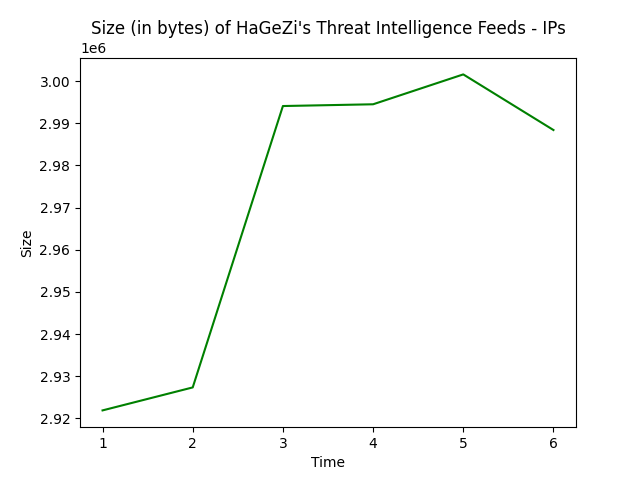 Size (in bytes) of HaGeZi's Threat Intelligence Feeds - IPs
1e6
3.00
2.99
2.98
2.97
2.96
2.95
2.94
2.93
2.92
Size
1 2 3 4 5 6
Time